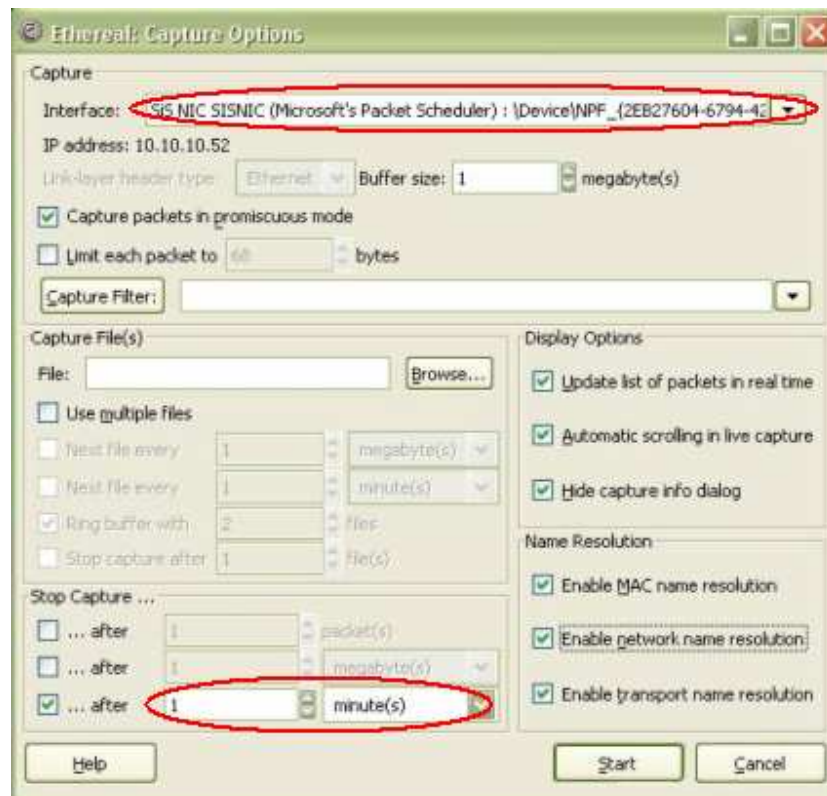 Ethereal: Capture Options
Capture
Interface: SiS NIC SISNIC (Microsoft's Packet Scheduler) : \Device\NPF_{2EB27604-6794-42
IP address: 10.10.10.52
Link-layer header type: Ethernet Buffer size: 1 megabyte(s)
Capture packets in promiscuous mode
Limit each packet to 68 bytes
Capture Filter:
Capture File(s)
File: Browse...
Use multiple files
Next file every 1 megabyte(s)
Next file every 1 minute(s)
Ring buffer with 2 files
Stop capture after 1 file(s)
Stop Capture ...
... after 1 packet(s)
... after 1 megabyte(s)
... after 1 minute(s)
Display Options
Update list of packets in real time
Automatic scrolling in live capture
Hide capture info dialog
Name Resolution
Enable MAC name resolution
Enable network name resolution
Enable transport name resolution
Help Start Cancel